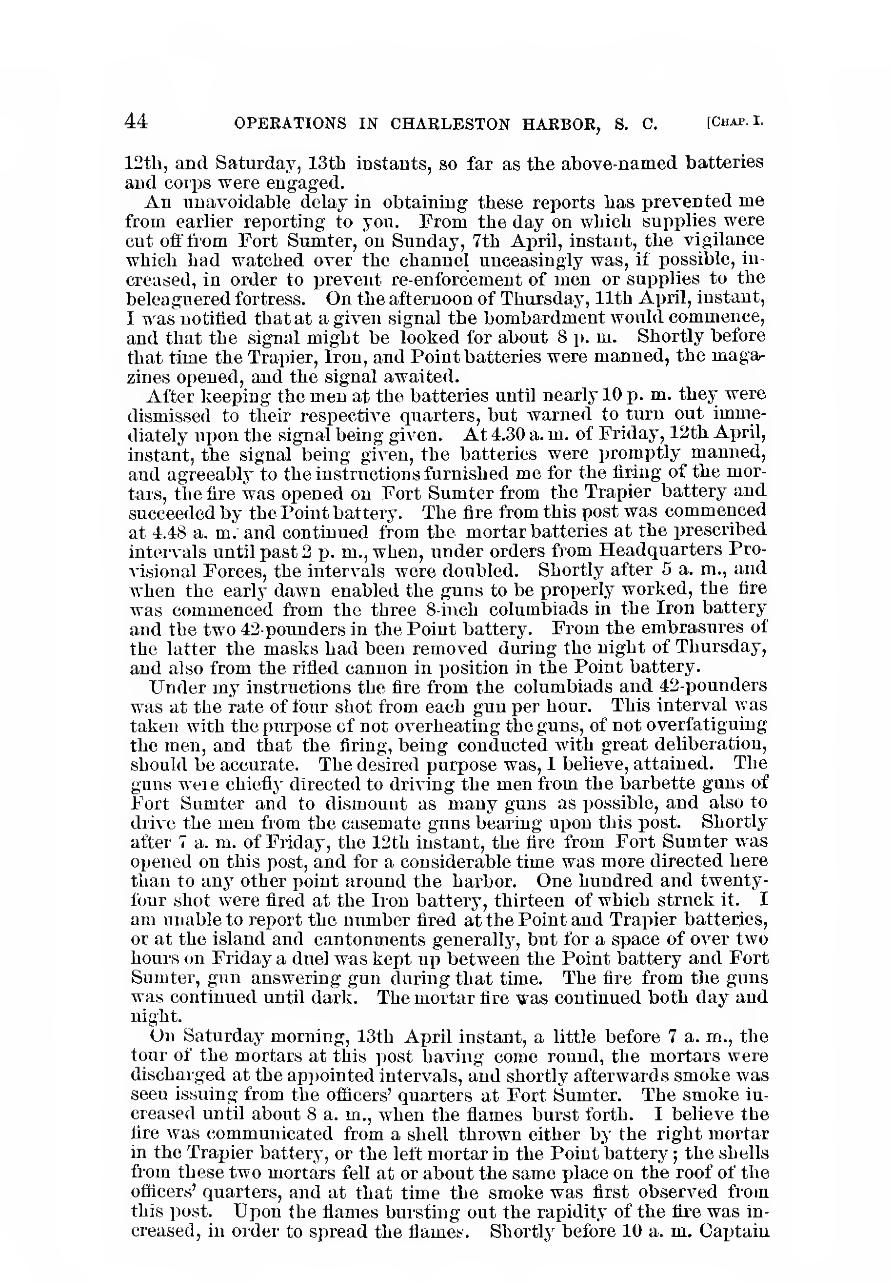 44 OPERATIONS IN CHARLESTON HARBOR, S. C. [CHAP. I.
12th, and Saturday, 13th instants, so far as the above-named batteries
and corps were engaged.
An unavoidable delay in obtaining these reports has prevented me
from earlier reporting to you. From the day on which supplies were
cut off from Fort Sumter, on Sunday, 7th April, instant, the vigilance
which had watched over the channel unceasingly was, if possible, in-
creased, in order to prevent re-enforcement of men or supplies to the
beleaguered fortress. On the afternoon of Thursday, 11th April, instant,
I was notified that at a given signal the bombardment would commence,
and that the signal might be looked for about 8 p. m. Shortly before
that time the Trapier, Iron, and Point batteries were manned, the maga-
zines opened, and the signal awaited.
After keeping the men at the batteries until nearly 10 p. m. they were
dismissed to their respective quarters, but warned to turn out imme-
diately upon the signal being given. At 4.30 a. m. of Friday, 12th April,
instant, the signal being given, the batteries were promptly manned,
and agreeably to the instructions furnished me for the firing of the mor-
tars, the fire was opened on Fort Sumter from the Trapier battery and
succeeded by the Point battery. The fire from this post was commenced
at 4.48 a. m. and continued from the mortar batteries at the prescribed
intervals until past 2 p. m., when, under orders from Headquarters Pro-
visional Forces, the intervals were doubled. Shortly after 5 a. m., and
when the early dawn enabled the guns to be properly worked, the fire
was commenced from the three 8-inch columbiads in the Iron battery
and the two 42-pounders in the Point battery. From the embrasures of
the latter the masks had been removed during the night of Thursday,
and also from the rifled cannon in position in the Point battery.
Under my instructions the fire from the columbiads and 42-pounders
was at the rate of four shot from each gun per hour. This interval was
taken with the purpose of not overheating the guns, of not overfatiguing
the men, and that the firing, being conducted with great deliberation,
should be accurate. The desired purpose was, I believe, attained. The
guns were chiefly directed to driving the men from the barbette guns of
Fort Sumter and to dismount as many guns as possible, and also to
drive the men from the casemate guns bearing upon this post. Shortly
after 7 a. m. of Friday, the 12th instant, the fire from Fort Sumter was
opened on this post, and for a considerable time was more directed here
than to any other point around the harbor. One hundred and twenty-
four shot were fired at the Iron battery, thirteen of which struck it. I
am unable to report the number fired at the Point and Trapier batteries,
or at the island and cantonments generally, but for a space of over two
hours on Friday a duel was kept up between the Point battery and Fort
Sumter, gun answering gun during that time. The fire from the guns
was continued until dark. The mortar fire was continued both day and
night.
On Saturday morning, 13th April instant, a little before 7 a. m., the
tour of the mortars at this post having come round, the mortars were
discharged at the appointed intervals, and shortly afterwards smoke was
seen issuing from the officers' quarters at Fort Sumter. The smoke in-
creased until about 8 a. m., when the flames burst forth. I believe the
fire was communicated from a shell thrown either by the right mortar
in the Trapier battery, or the left mortar in the Point battery; the shells
from these two mortars fell at or about the same place on the roof of the
officers' quarters, and at that time the smoke was first observed from
this post. Upon the flames bursting out the rapidity of the fire was in-
creased, in order to spread the flames. Shortly before 10 a. m. Captain